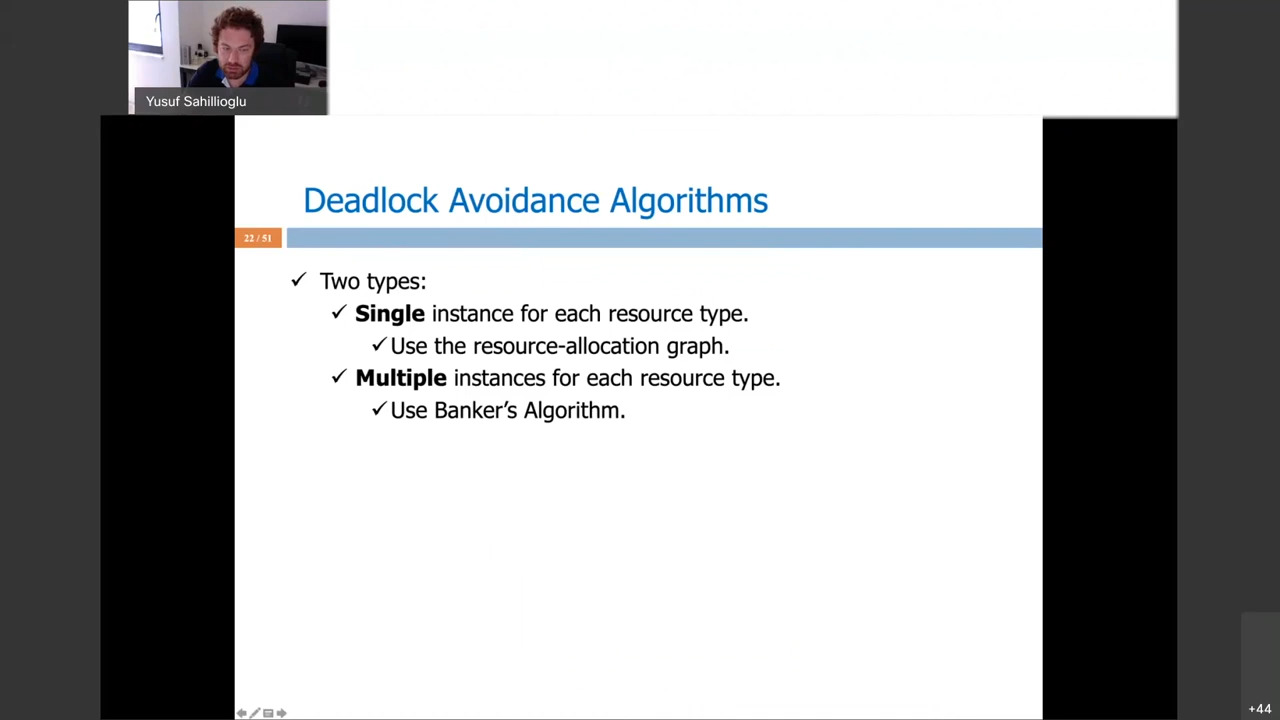 Yusuf Sahillioglu
Deadlock Avoidance Algorithms
22 / 51
✓ Two types:
✓ Single instance for each resource type.
✓ Use the resource-allocation graph.
✓ Multiple instances for each resource type.
✓ Use Banker’s Algorithm.
+44